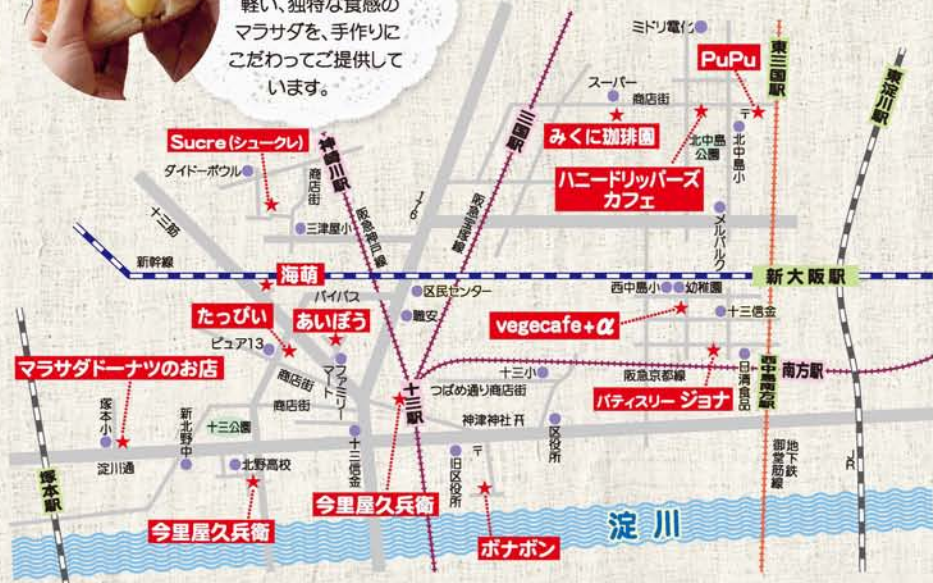 軽い、独特な食感の
マラサダを、手作りに
こだわってご提供して
います。
ミドリ電化
PuPu
東三国駅
東淀川駅
スーパー
商店街
みくに珈琲園
〒
北中島公園
北中島小
ハニードリッパーズ
カフェ
三国駅
Sucre(シュークレ)
神崎川駅
ダイドーボウル
商店街
三津屋小
十三筋
阪急神戸線
176
阪急宝塚線
メルパルク
新幹線
海萌
新大阪駅
バイパス
区民センター
西中島小
幼稚園
たっぴぃ
あいぼう
職安
vegecafe+α
十三信金
ピュア13
マラサダドーナツのお店
商店街
ファミリーマート
十三駅
十三小
つばめ通り商店街
阪急京都線
パティスリー ジョナ
日清食品
西中島南方駅
南方駅
塚本小
新北野中
十三公園
商店街
神津神社
区役所
淀川通
北野高校
十三信金
旧区役所
〒
地下鉄
御堂筋線
JR
塚本駅
今里屋久兵衛
今里屋久兵衛
ボナボン
淀川